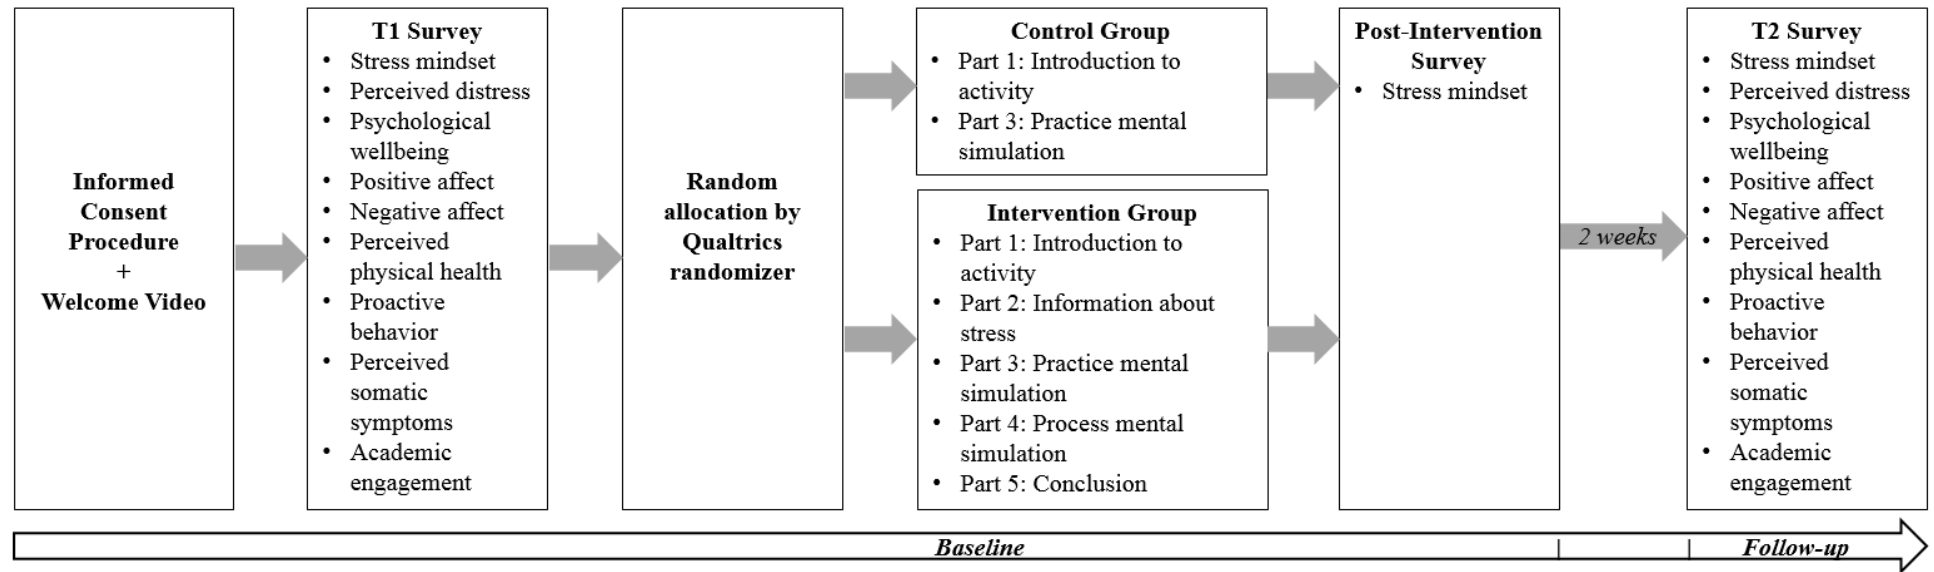 Informed
Consent
Procedure
+
Welcome Video
T1 Survey
• Stress mindset
• Perceived distress
• Psychological
wellbeing
• Positive affect
• Negative affect
• Perceived
physical health
• Proactive
behavior
• Perceived
somatic
symptoms
• Academic
engagement
Random
allocation by
Qualtrics
randomizer
Control Group
• Part 1: Introduction to
activity
• Part 3: Practice mental
simulation
Intervention Group
• Part 1: Introduction to
activity
• Part 2: Information about
stress
• Part 3: Practice mental
simulation
• Part 4: Process mental
simulation
• Part 5: Conclusion
Post-Intervention
Survey
• Stress mindset
2 weeks
T2 Survey
• Stress mindset
• Perceived distress
• Psychological
wellbeing
• Positive affect
• Negative affect
• Perceived
physical health
• Proactive
behavior
• Perceived
somatic
symptoms
• Academic
engagement
Baseline
Follow-up